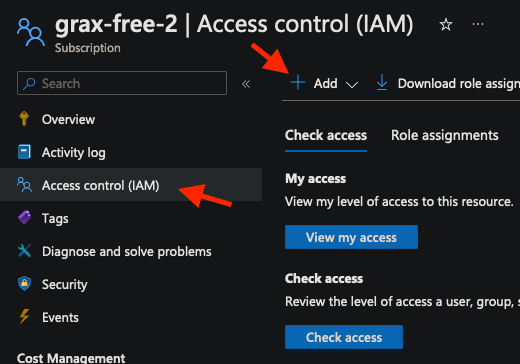 grax-free-2 | Access control (IAM)
Subscription
Search
Add
Download role assign
Overview
Activity log
Access control (IAM)
Tags
Diagnose and solve problems
Security
Events
Cost Management
Check access
Role assignments
My access
View my level of access to this resource.
View my access
Check access
Review the level of access a user, group, s
Check access